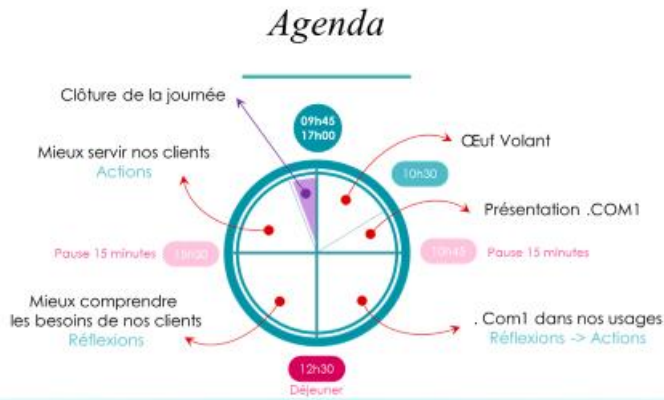 Agenda
Clôture de la journée
09h45
17h00
Œuf Volant
Mieux servir nos clients
Actions
10h30
Présentation .COM1
Pause 15 minutes
10h45
Pause 15 minutes
Mieux comprendre
les besoins de nos clients
Réflexions
. Com1 dans nos usages
Réflexions -> Actions
12h30
Déjeuner